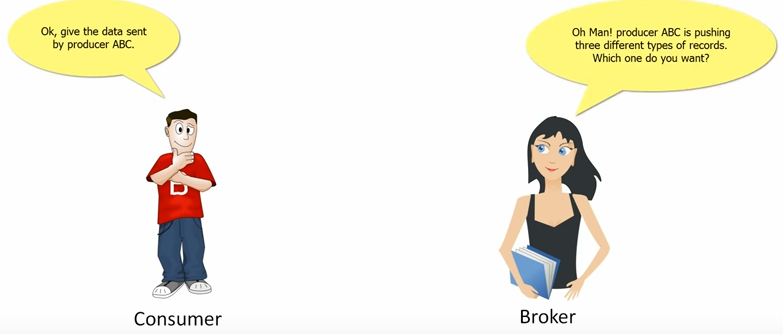 Ok, give the data sent
by producer ABC.
Oh Man! producer ABC is pushing
three different types of records.
Which one do you want?
B
Consumer
Broker